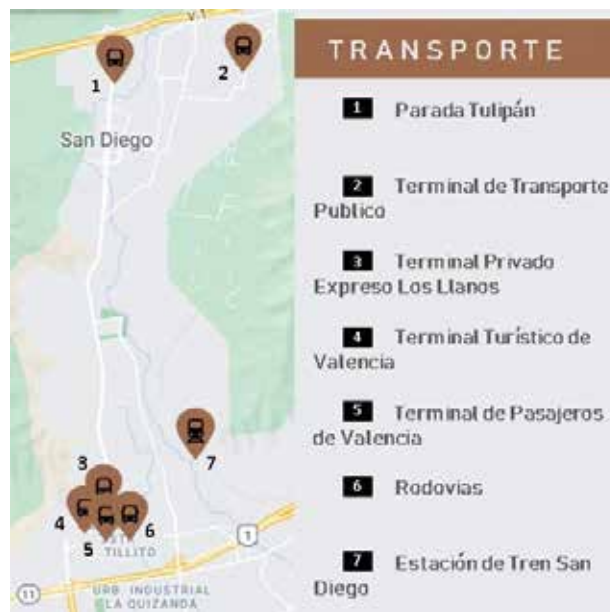 V
1
2
San Diego
3
4
5
6
7
TILLITO
1
11
URB. INDUSTRIAL
LA QUIZANDA
TRANSPORTE
1 Parada Tulipán
2 Terminal de Transporte
Publico
3 Terminal Privado
Expreso Los Llanos
4 Terminal Turístico de
Valencia
5 Terminal de Pasajeros
de Valencia
6 Rodovias
7 Estación de Tren San
Diego